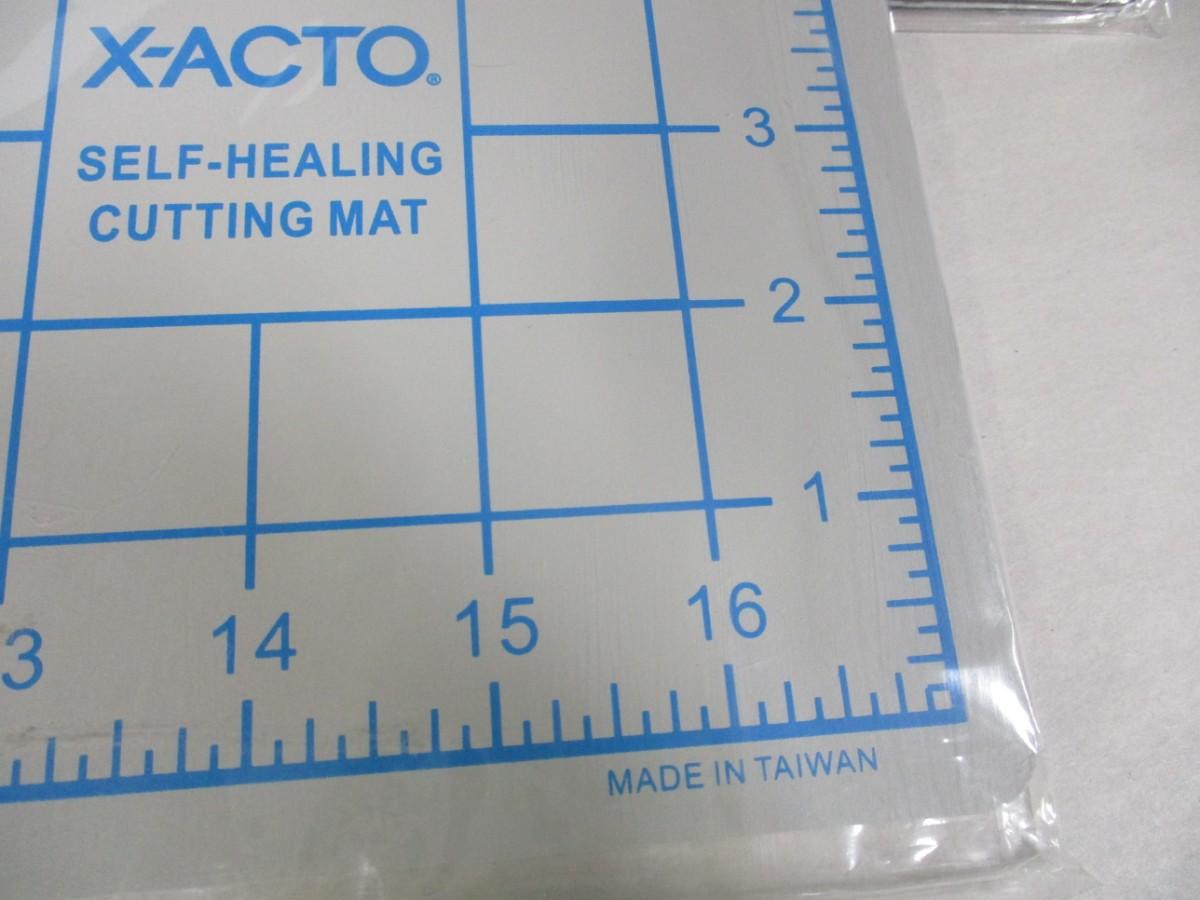 X-ACTO®
SELF-HEALING
CUTTING MAT
3
2
1
3
14
15
16
MADE IN TAIWAN